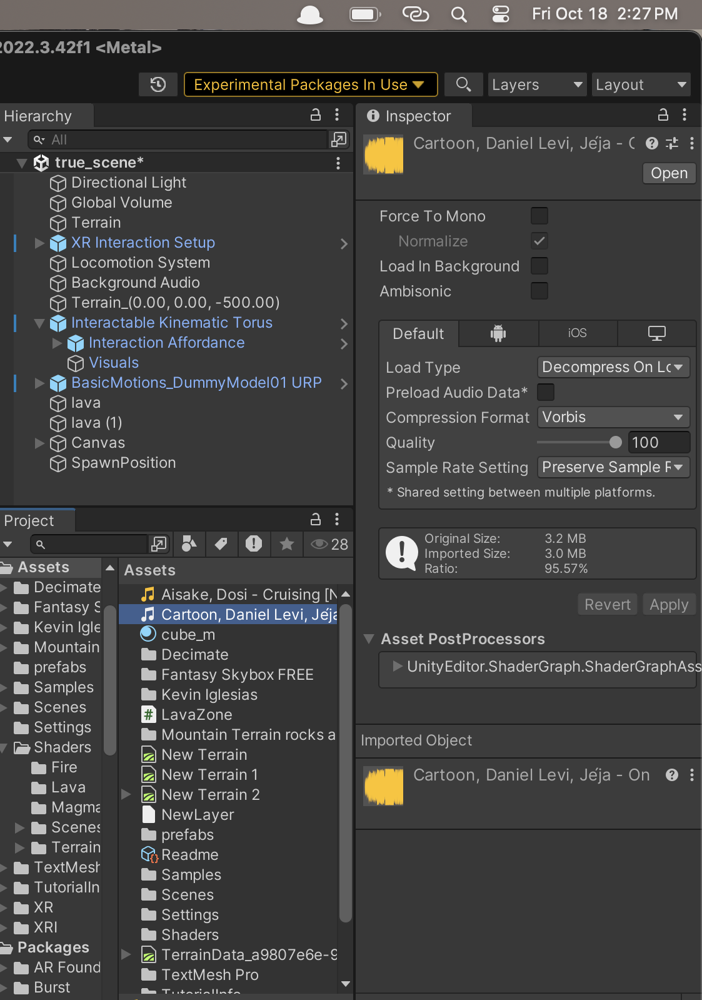 Fri Oct 18 2:27 PM
2022.3.42f1 <Metal>
Experimental Packages In Use
Layers
Layout
Hierarchy
All
true_scene*
Directional Light
Global Volume
Terrain
XR Interaction Setup
Locomotion System
Background Audio
Terrain_(0.00, 0.00, -500.00)
Interactable Kinematic Torus
Interaction Affordance
Visuals
BasicMotions_DummyModel01 URP
lava
lava (1)
Canvas
SpawnPosition
Project
28
Assets
Decimate
Fantasy S
Kevin Igle
Mountain
prefabs
Samples
Scenes
Settings
Shaders
Fire
Lava
Magma
Scenes
Terrain
TextMesh
TutorialIn
XR
XRI
Packages
AR Found
Burst
Assets
Aisake, Dosi - Cruising [N
Cartoon, Daniel Levi, Jéja
cube_m
Decimate
Fantasy Skybox FREE
Kevin Iglesias
# LavaZone
Mountain Terrain rocks a
New Terrain
New Terrain 1
New Terrain 2
NewLayer
prefabs
Readme
Samples
Scenes
Settings
Shaders
TerrainData_a9807e6e-9
TextMesh Pro
TutorialInfo
Inspector
Cartoon, Daniel Levi, Jéja - O
Open
Force To Mono
Normalize
Load In Background
Ambisonic
Default
iOS
Load Type
Decompress On Lo
Preload Audio Data*
Compression Format
Vorbis
Quality
100
Sample Rate Setting
Preserve Sample R
* Shared setting between multiple platforms.
Original Size: 3.2 MB
Imported Size: 3.0 MB
Ratio: 95.57%
Revert
Apply
Asset PostProcessors
UnityEditor.ShaderGraph.ShaderGraphAss
Imported Object
Cartoon, Daniel Levi, Jéja - On